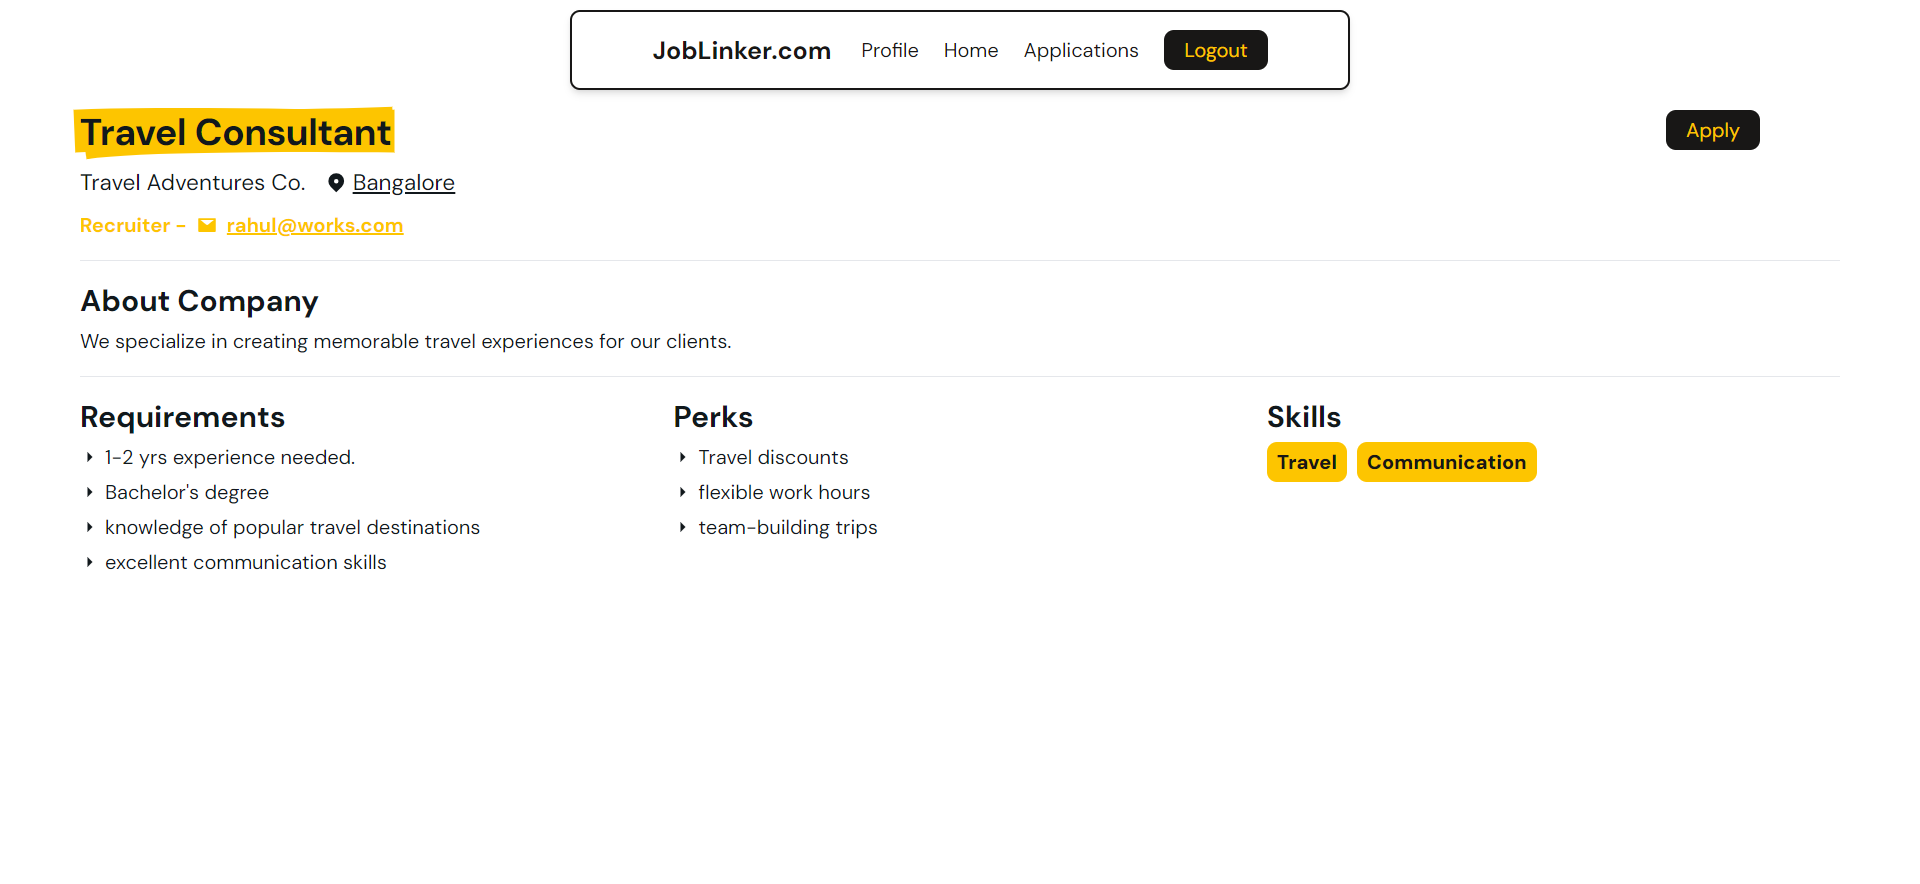 JobLinker.com Profile Home Applications Logout
Travel Consultant
Apply
Travel Adventures Co. Bangalore
Recruiter - rahul@works.com
About Company
We specialize in creating memorable travel experiences for our clients.
Requirements
1-2 yrs experience needed.
Bachelor's degree
knowledge of popular travel destinations
excellent communication skills
Perks
Travel discounts
flexible work hours
team-building trips
Skills
Travel Communication